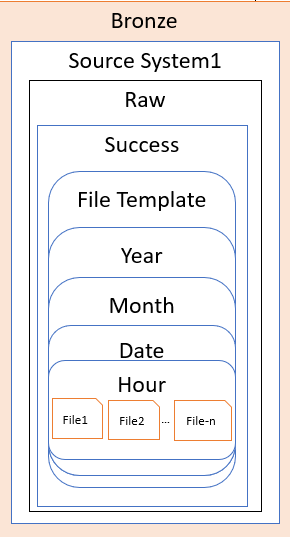 Bronze
Source System1
Raw
Success
File Template
Year
Month
Date
Hour
File1
File2
...
File-n